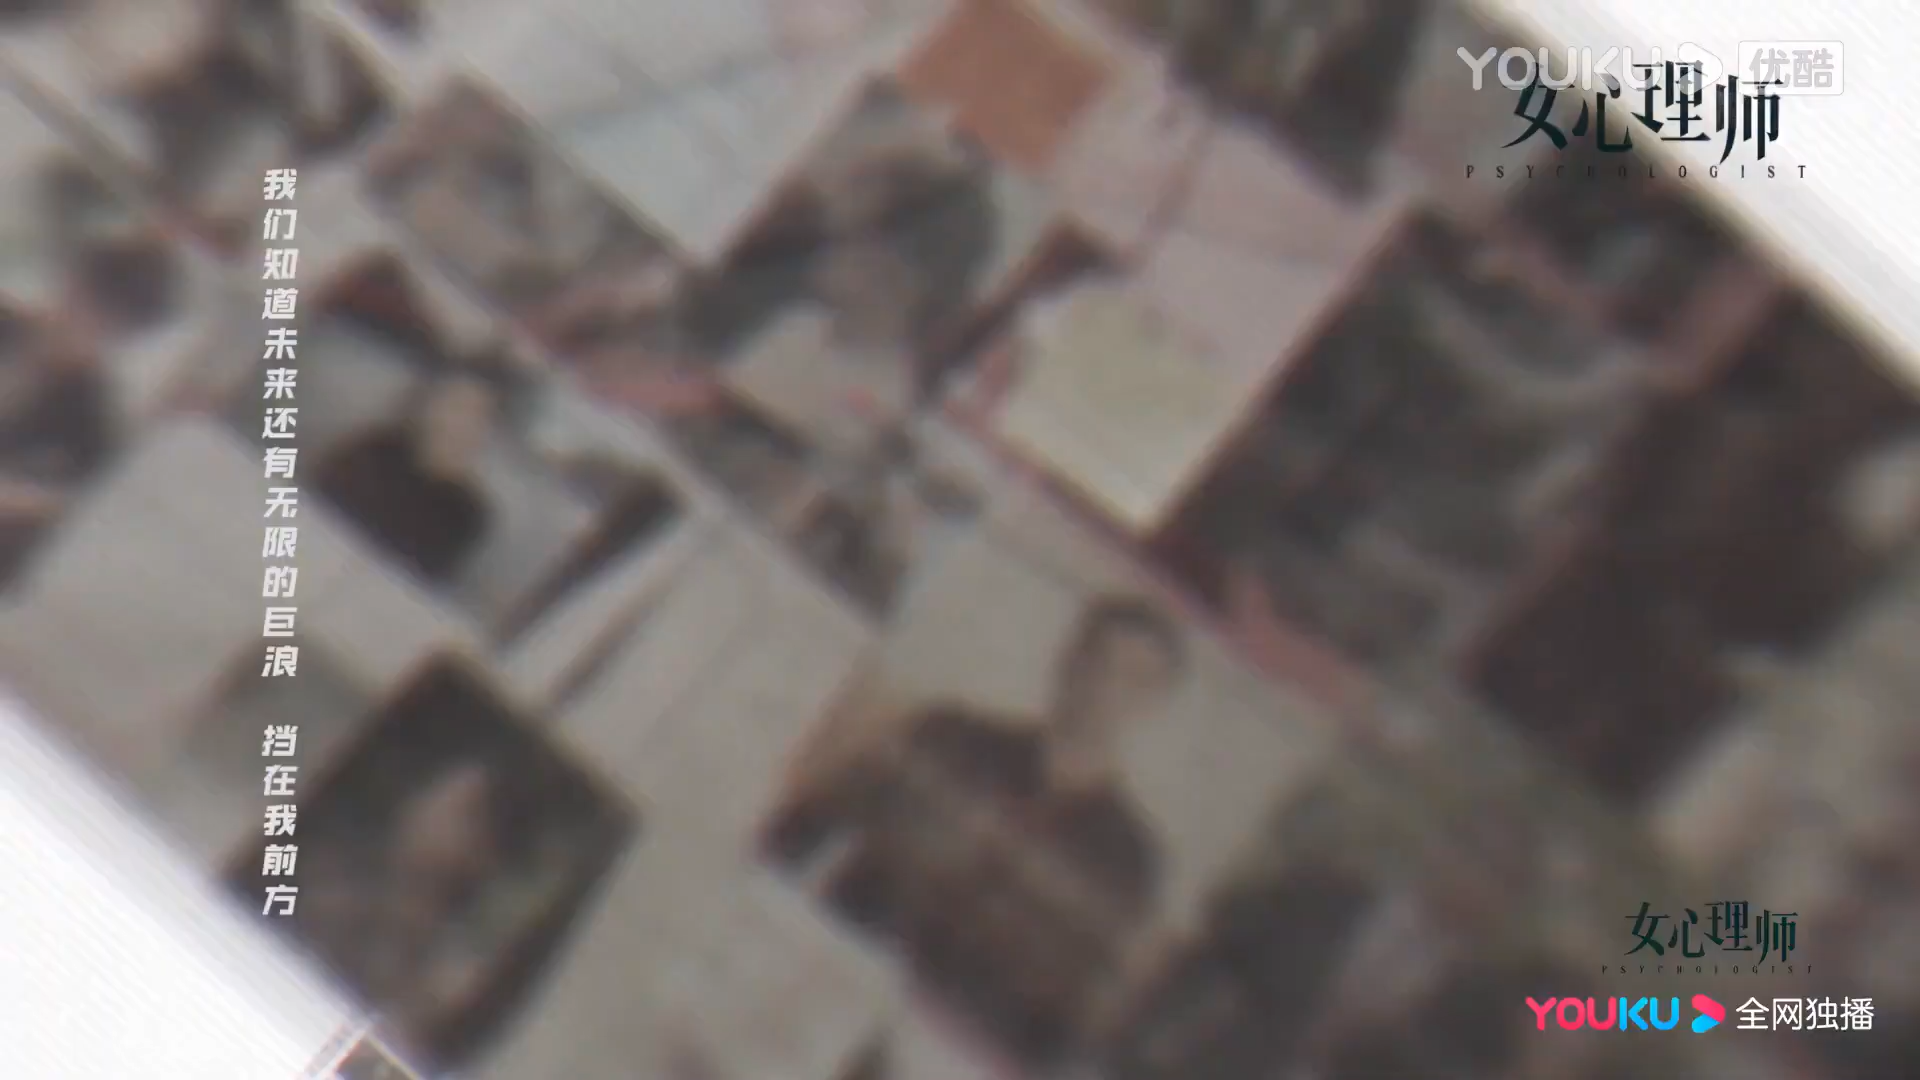 YOUKU 优酷
女心理师
PSYCHOLOGIST
我们知道未来还有无限的巨浪 挡在我前方
女心理师
PSYCHOLOGIST
YOUKU 全网独播